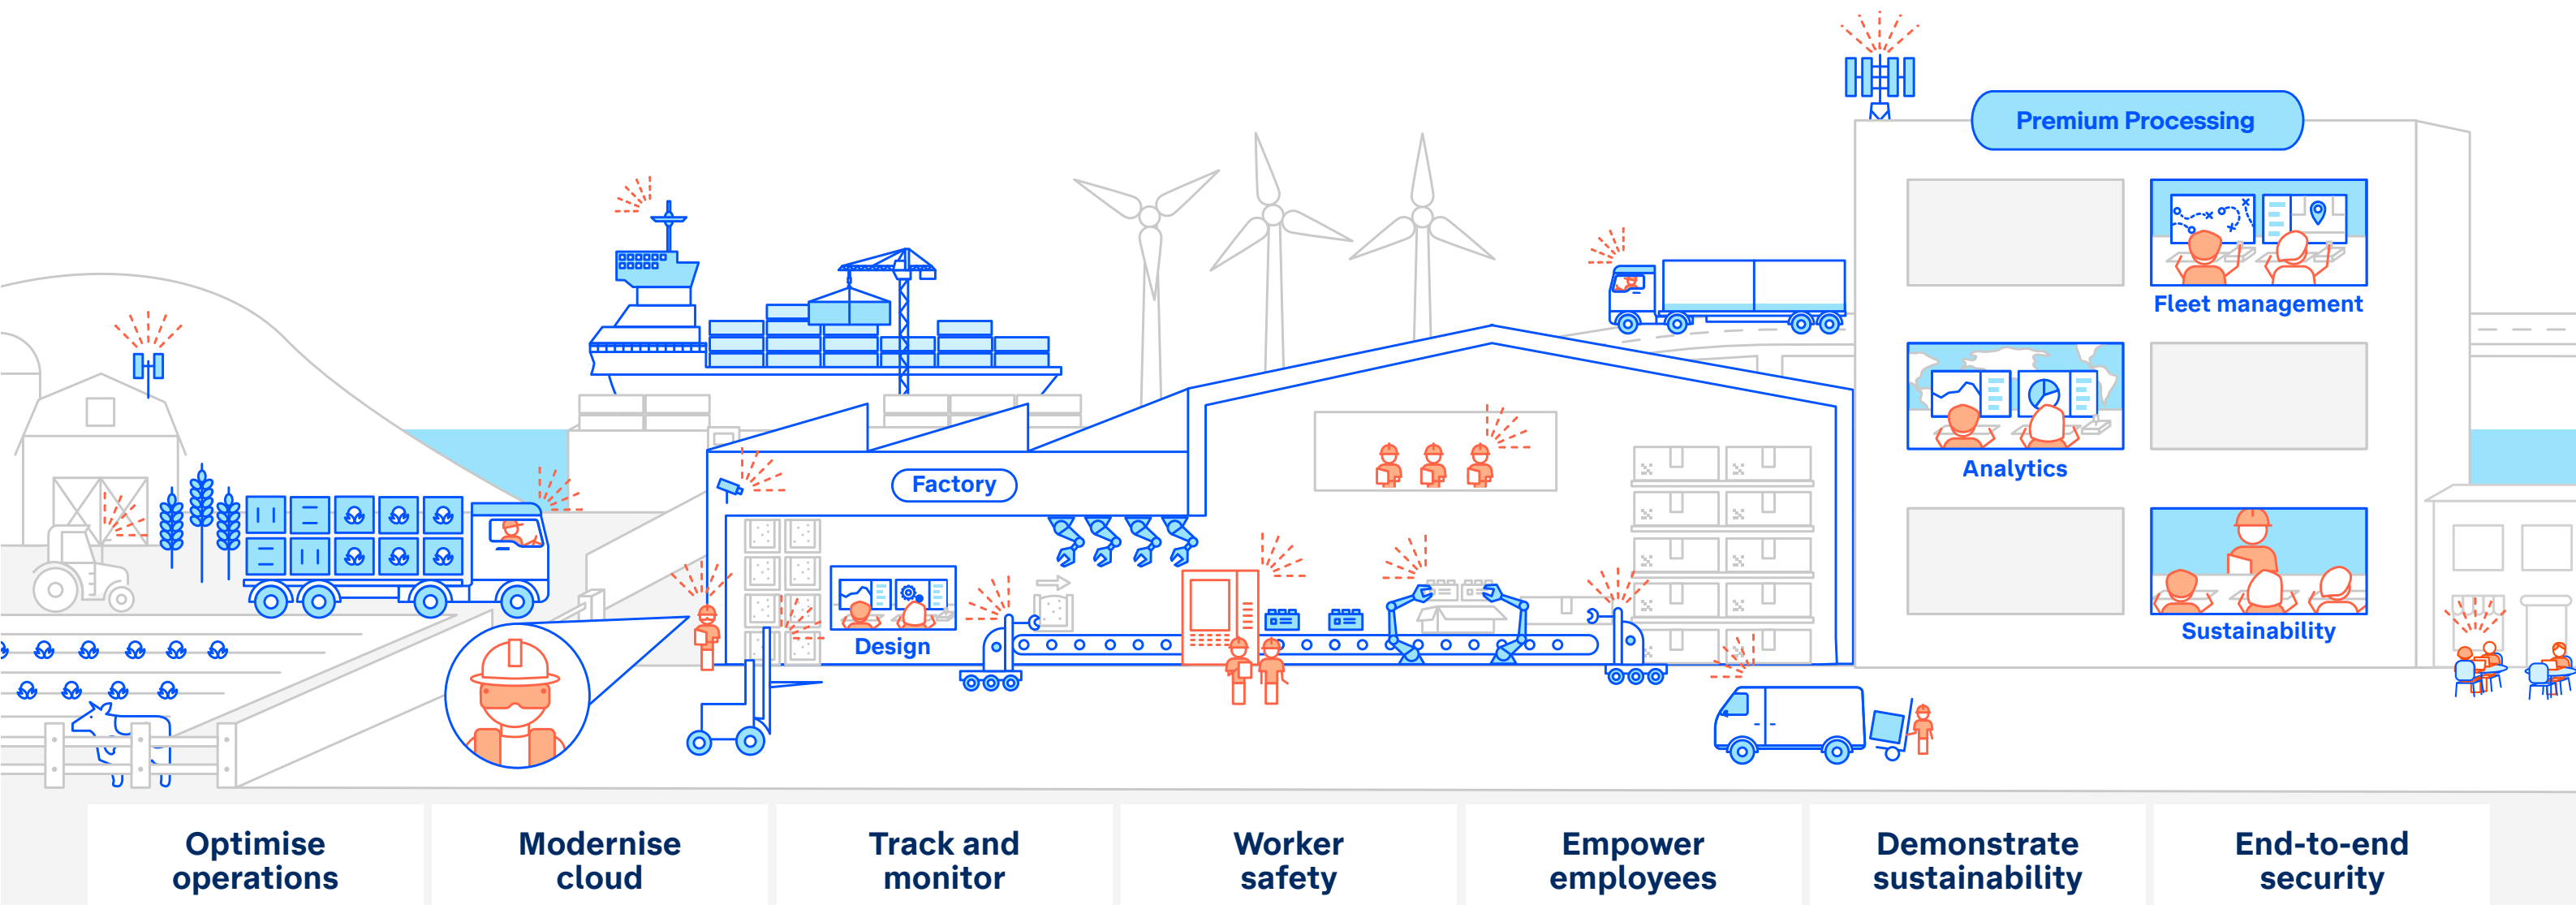 Premium Processing
Fleet management
Analytics
Factory
Sustainability
Design
Optimise
operations
Modernise
cloud
Track and
monitor
Worker
safety
Empower
employees
Demonstrate
sustainability
End-to-end
security